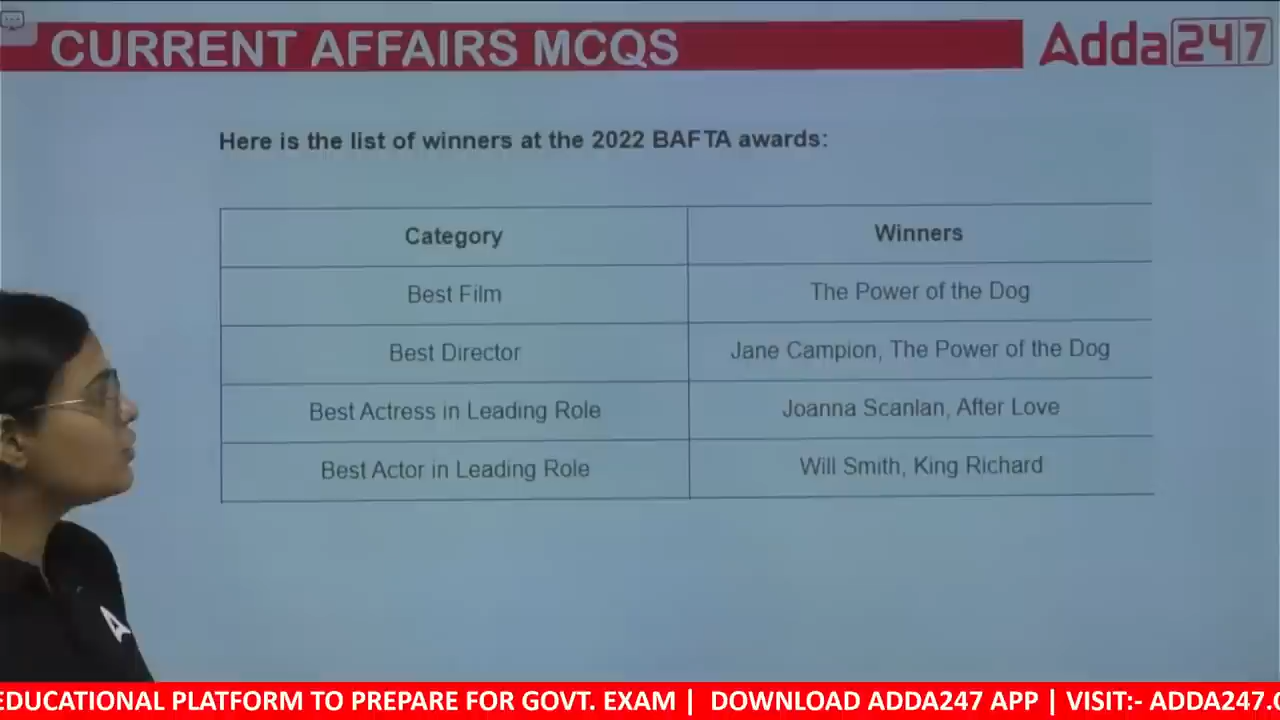 CURRENT AFFAIRS MCQS
Adda247
Here is the list of winners at the 2022 BAFTA awards:
Category Winners
Best Film The Power of the Dog
Best Director Jane Campion, The Power of the Dog
Best Actress in Leading Role Joanna Scanlan, After Love
Best Actor in Leading Role Will Smith, King Richard
EDUCATIONAL PLATFORM TO PREPARE FOR GOVT. EXAM | DOWNLOAD ADDA247 APP | VISIT:- ADDA247.C